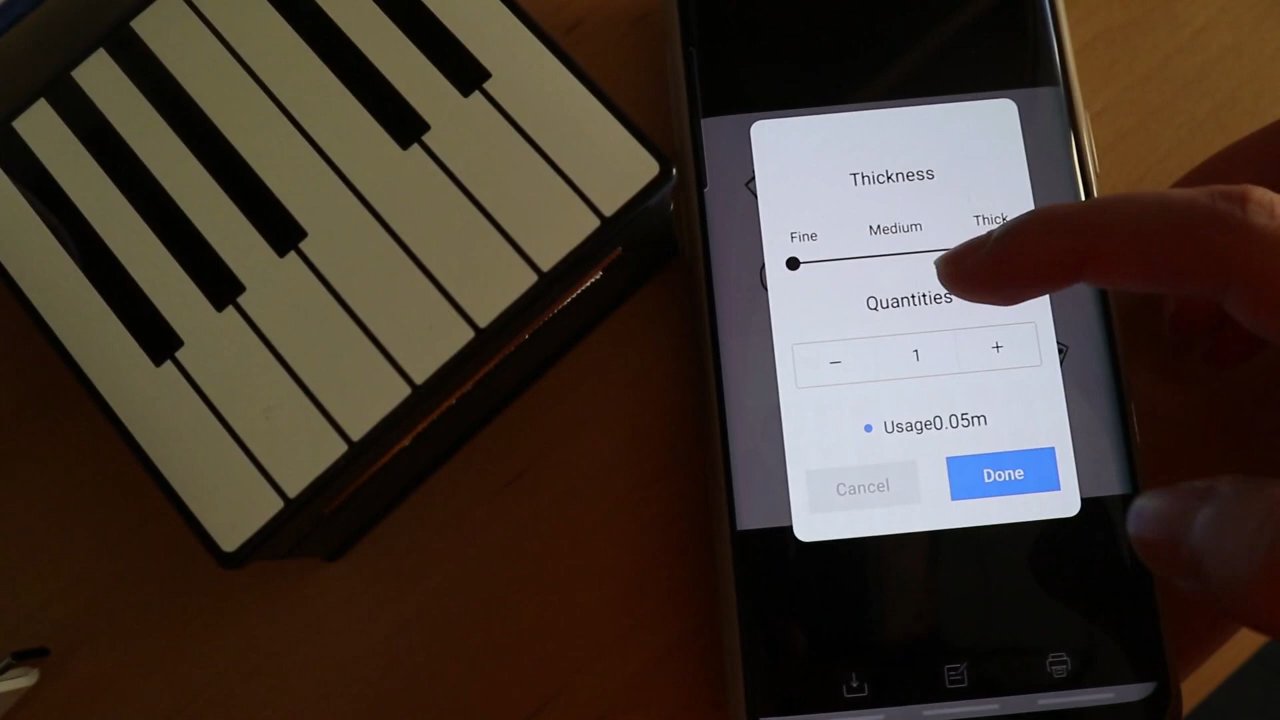 Thickness
Fine Medium Thick
Quantities
– 1 +
Usage0.05m
Cancel Done